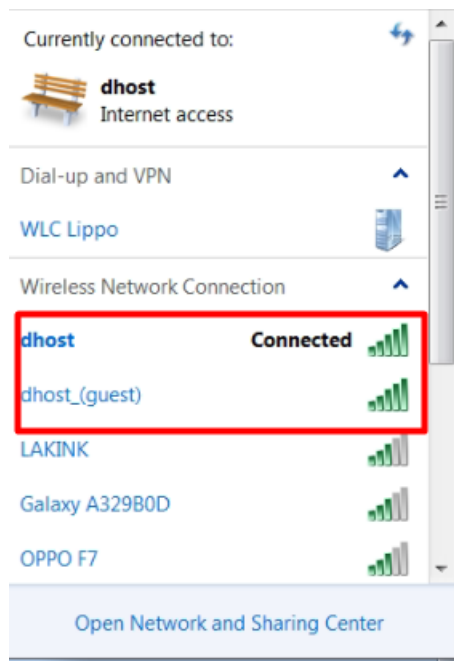 Currently connected to:
dhost
Internet access
Dial-up and VPN
WLC Lippo
Wireless Network Connection
dhost Connected
dhost_(guest)
LAKINK
Galaxy A329B0D
OPPO F7
Open Network and Sharing Center